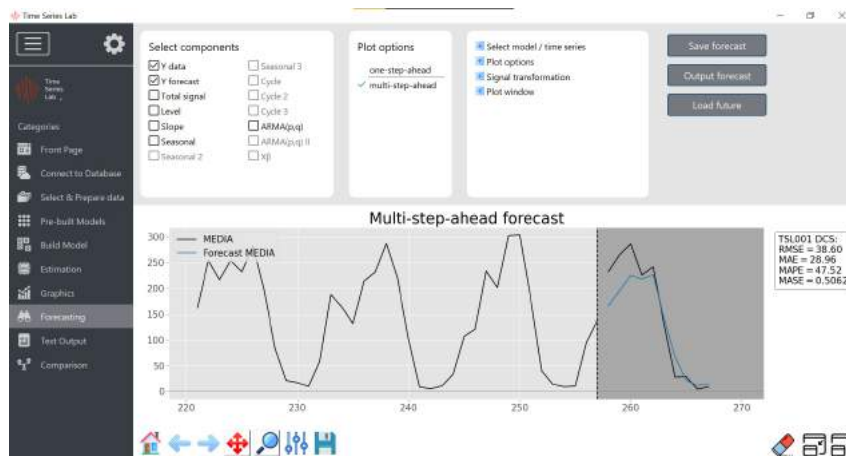 Time Series Lab
Time
Series
Lab
Categories
Front Page
Connect to Database
Select & Prepare data
Pre-built Models
Build Model
Estimation
Graphics
Forecasting
Text Output
Comparison
Select components
Y data
Y forecast
Total signal
Level
Slope
Seasonal
Seasonal 2
Seasonal 3
Cycle
Cycle 2
Cycle 3
ARMA(p,q)
ARMA(p,q) II
Xβ
Plot options
one-step-ahead
multi-step-ahead
Select model / time series
Plot options
Signal transformation
Plot window
Save forecast
Output forecast
Load future
Multi-step-ahead forecast
MEDIA
Forecast MEDIA
300
250
200
150
100
50
0
220
230
240
250
260
270
TSL001 DCS:
RMSE = 38.60
MAE = 28.96
MAPE = 47.52
MASE = 0.5062